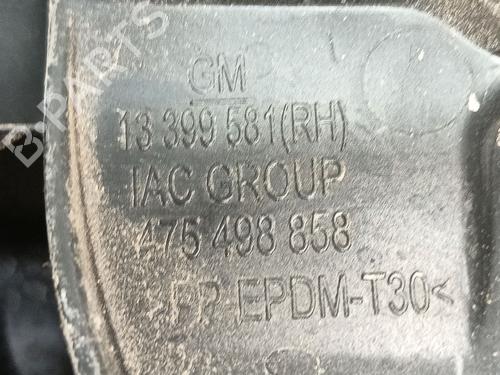 GM
13 399 581(RH)
IAC GROUP
475 498 858
>PP EPDM-T30<
B-PARTS